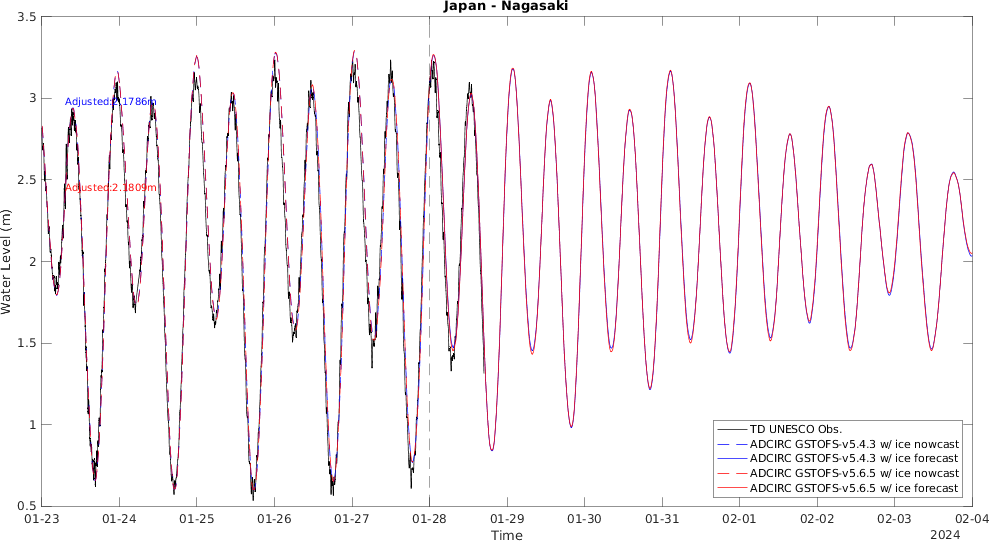 Japan - Nagasaki
3.5
3
2.5
2
1.5
1
0.5
Water Level (m)
Adjusted:2.1786m
Adjusted:2.1809m
TD UNESCO Obs.
ADCIRC GSTOFS-v5.4.3 w/ ice nowcast
ADCIRC GSTOFS-v5.4.3 w/ ice forecast
ADCIRC GSTOFS-v5.6.5 w/ ice nowcast
ADCIRC GSTOFS-v5.6.5 w/ ice forecast
01-23 01-24 01-25 01-26 01-27 01-28 01-29 01-30 01-31 02-01 02-02 02-03 02-04
Time
2024